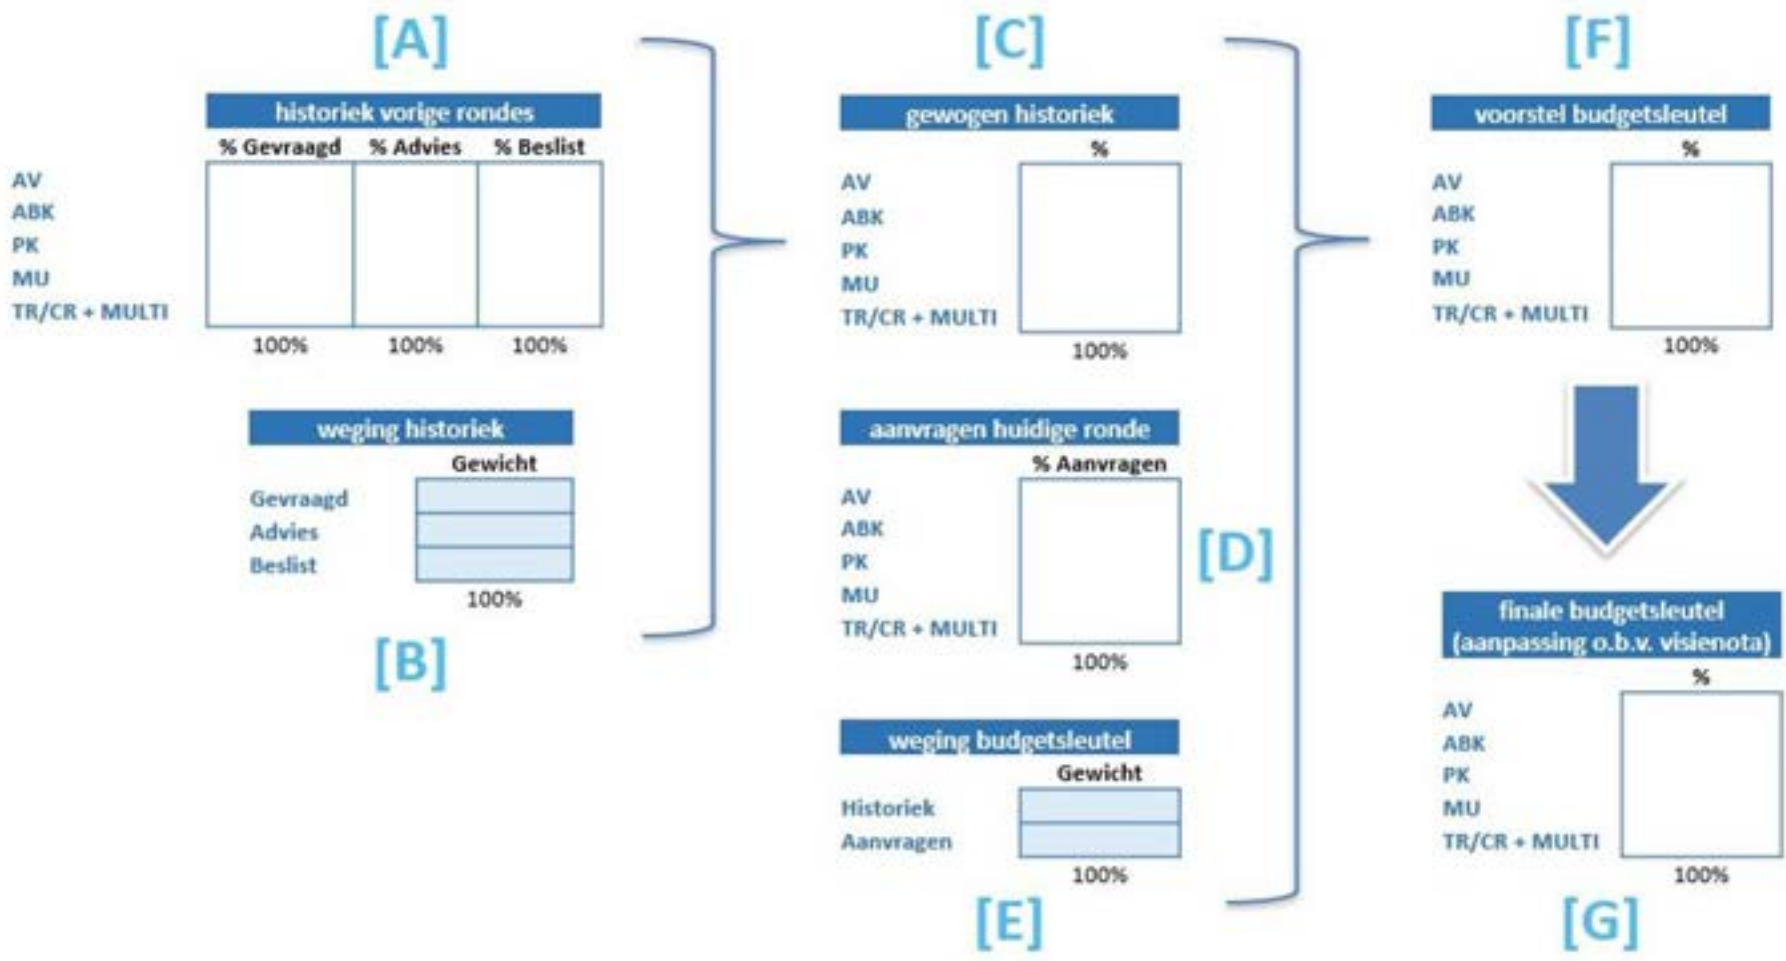 [A]
historiek vorige rondes
% Gevraagd % Advies % Beslist
AV
ABK
PK
MU
TR/CR + MULTI
100% 100% 100%
weging historiek
Gewicht
Gevraagd
Advies
Beslist
100%
[B]
[C]
gewogen historiek
%
AV
ABK
PK
MU
TR/CR + MULTI
100%
aanvragen huidige ronde
% Aanvragen
AV
ABK
PK
MU
TR/CR + MULTI
100%
[D]
weging budgetsleutel
Gewicht
Historiek
Aanvragen
100%
[E]
[F]
voorstel budgetsleutel
%
AV
ABK
PK
MU
TR/CR + MULTI
100%
finale budgetsleutel
(aanpassing o.b.v. visienota)
%
AV
ABK
PK
MU
TR/CR + MULTI
100%
[G]